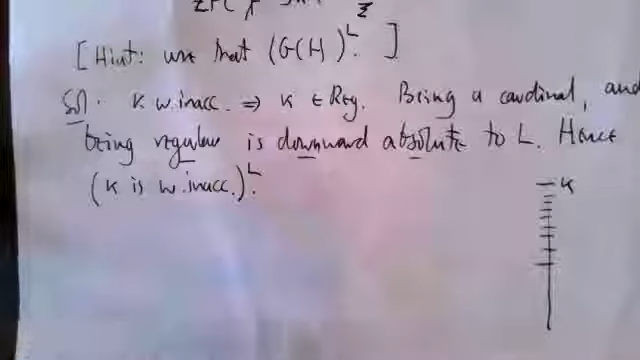 [Hint: use that (GCH)^L. ]
Sol. κ w.inacc. ⇒ κ ∈ Reg. Being a cardinal, and
being regular is downward absolute to L. Hence
(κ is w.inacc.)^L.
κ